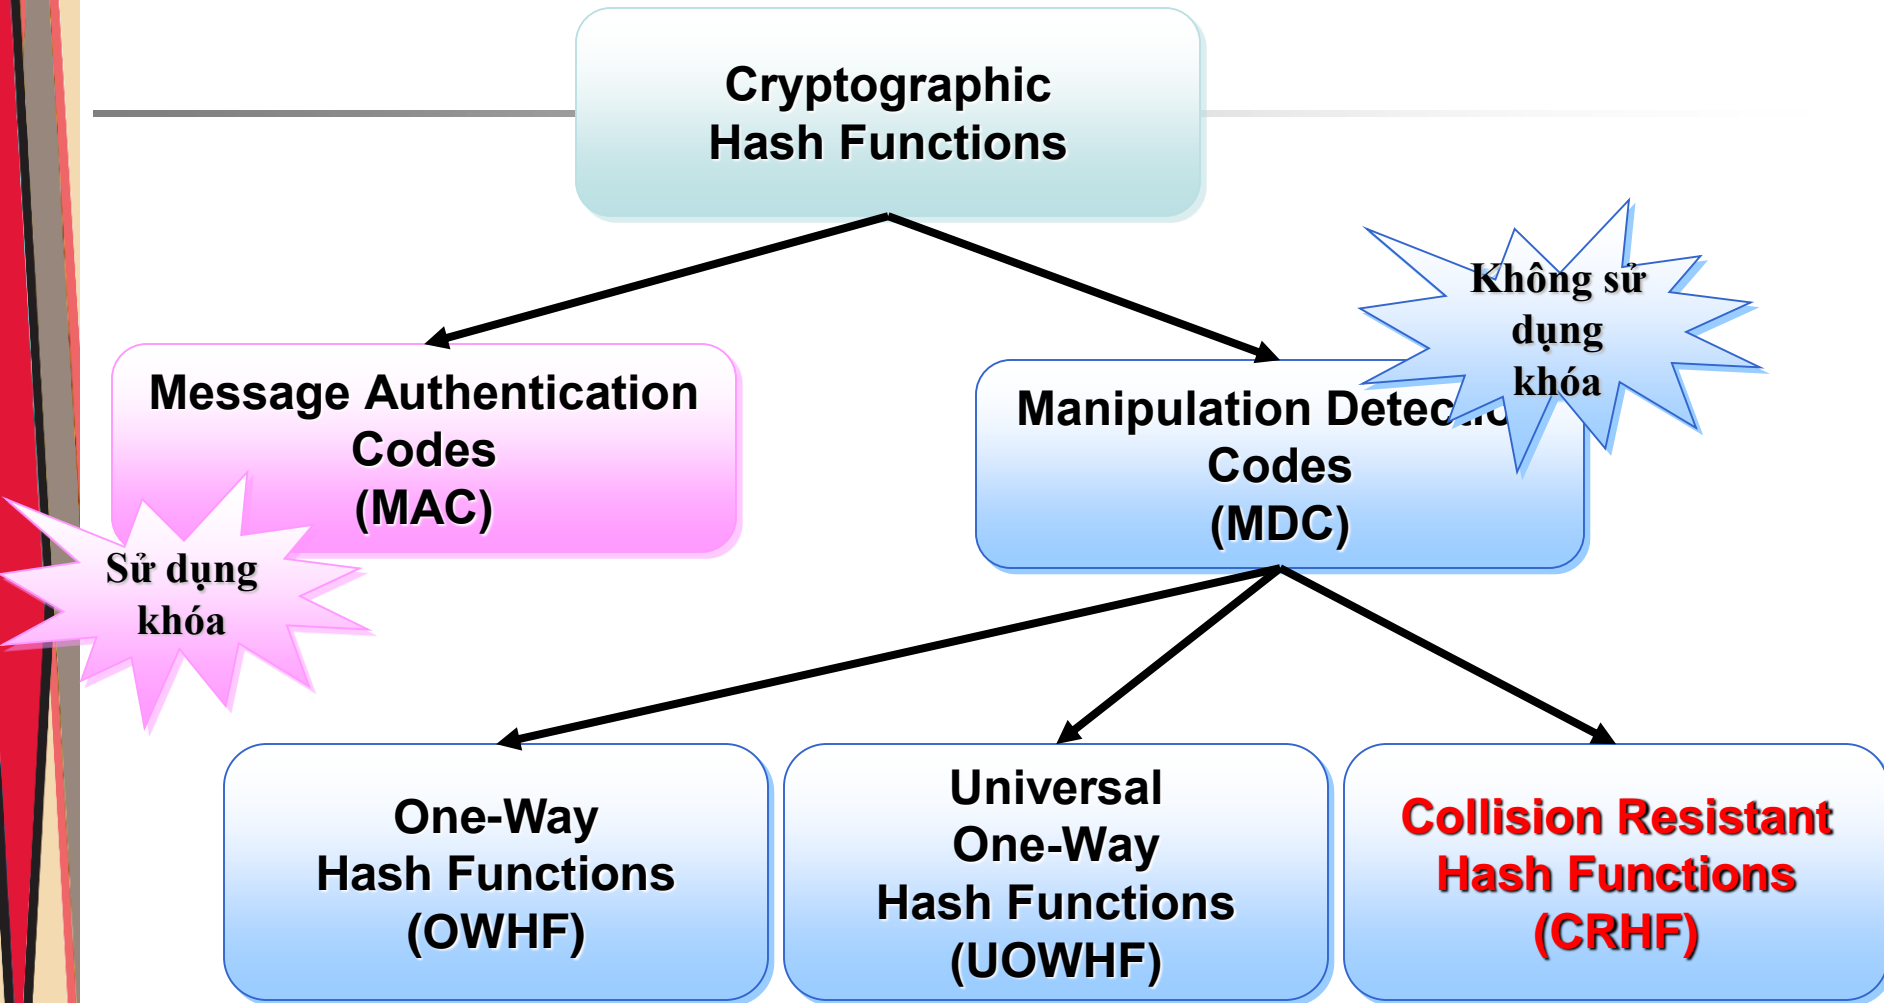 Cryptographic
Hash Functions
Không sử
dụng
khóa
Message Authentication
Codes
(MAC)
Manipulation Detectio
Codes
(MDC)
Sử dụng
khóa
One-Way
Hash Functions
(OWHF)
Universal
One-Way
Hash Functions
(UOWHF)
Collision Resistant
Hash Functions
(CRHF)